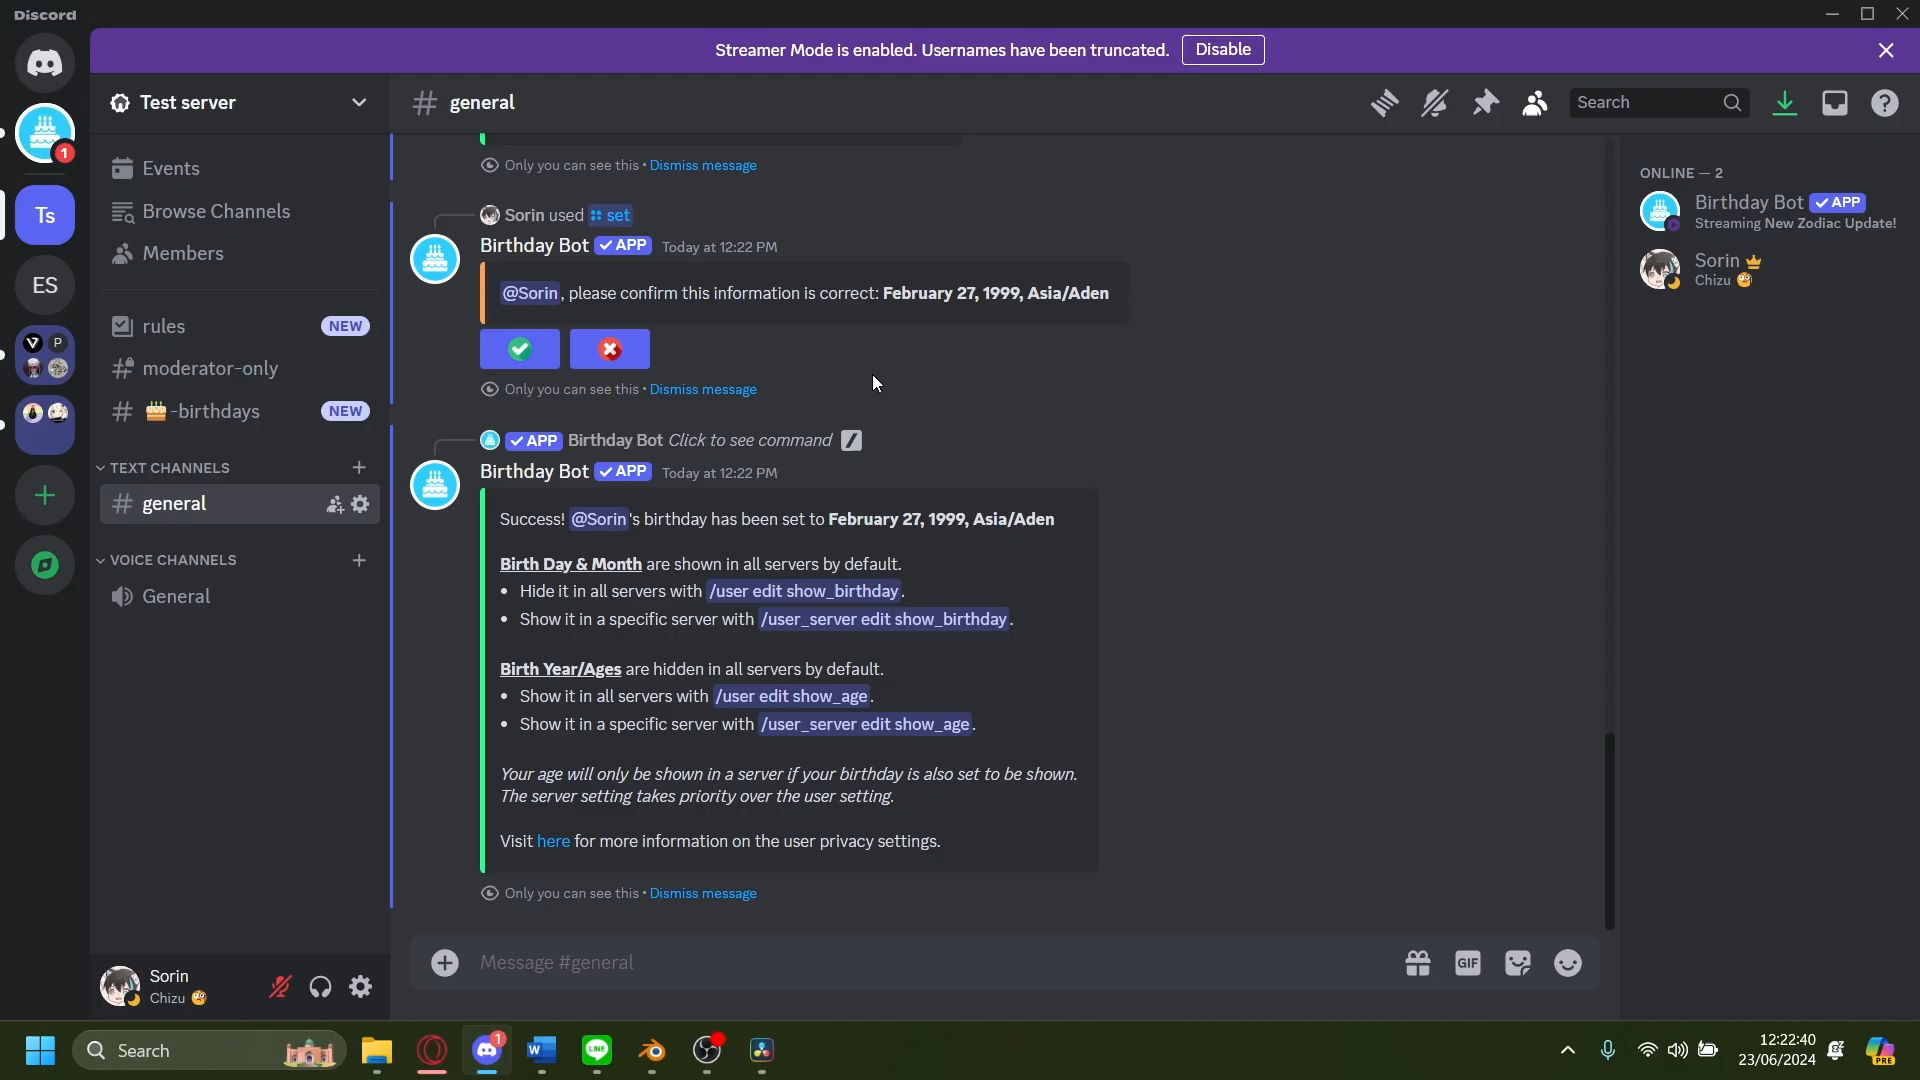 Discord
Streamer Mode is enabled. Usernames have been truncated. Disable
Test server
general
Search
Events
Browse Channels
Members
rules NEW
moderator-only
-birthdays NEW
TEXT CHANNELS
general
VOICE CHANNELS
General
1
Ts
ES
P
Only you can see this • Dismiss message
Sorin used set
Birthday Bot APP Today at 12:22 PM
@Sorin, please confirm this information is correct: February 27, 1999, Asia/Aden
Only you can see this • Dismiss message
APP Birthday Bot Click to see command
Birthday Bot APP Today at 12:22 PM
Success! @Sorin's birthday has been set to February 27, 1999, Asia/Aden
Birth Day & Month are shown in all servers by default.
• Hide it in all servers with /user edit show_birthday.
• Show it in a specific server with /user_server edit show_birthday.
Birth Year/Ages are hidden in all servers by default.
• Show it in all servers with /user edit show_age.
• Show it in a specific server with /user_server edit show_age.
Your age will only be shown in a server if your birthday is also set to be shown.
The server setting takes priority over the user setting.
Visit here for more information on the user privacy settings.
Only you can see this • Dismiss message
Message #general
GIF
ONLINE — 2
Birthday Bot APP
Streaming New Zodiac Update!
Sorin
Chizu
Sorin
Chizu
Search
1
LINE
12:22:40
23/06/2024
PRE